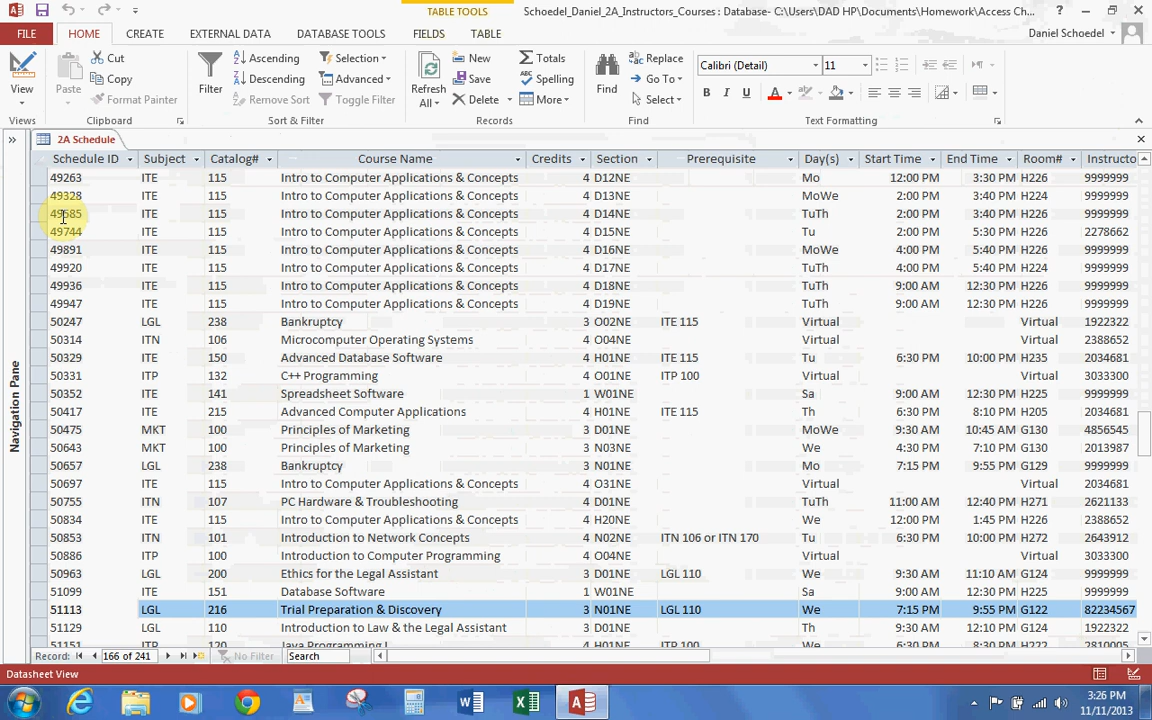 TABLE TOOLS
Schoedel_Daniel_2A_Instructors_Courses : Database- C:\Users\DAD HP\Documents\Homework\Access Ch... ?
FILE HOME CREATE EXTERNAL DATA DATABASE TOOLS FIELDS TABLE Daniel Schoedel
View Paste Cut Copy Format Painter
Filter Ascending Descending Remove Sort Selection Advanced Toggle Filter
Refresh All New Save Delete Totals Spelling More
Find Replace Go To Select
Calibri (Detail) 11
B I U A
Views Clipboard Sort & Filter Records Find Text Formatting
2A Schedule
Schedule ID Subject Catalog# Course Name Credits Section Prerequisite Day(s) Start Time End Time Room# Instructo
49263 ITE 115 Intro to Computer Applications & Concepts 4 D12NE Mo 12:00 PM 3:30 PM H226 9999999
49328 ITE 115 Intro to Computer Applications & Concepts 4 D13NE MoWe 2:00 PM 3:40 PM H224 9999999
49585 ITE 115 Intro to Computer Applications & Concepts 4 D14NE TuTh 2:00 PM 3:40 PM H226 9999999
49744 ITE 115 Intro to Computer Applications & Concepts 4 D15NE Tu 2:00 PM 5:30 PM H226 2278662
49891 ITE 115 Intro to Computer Applications & Concepts 4 D16NE MoWe 4:00 PM 5:40 PM H226 9999999
49920 ITE 115 Intro to Computer Applications & Concepts 4 D17NE TuTh 4:00 PM 5:40 PM H224 9999999
49936 ITE 115 Intro to Computer Applications & Concepts 4 D18NE TuTh 9:00 AM 12:30 PM H226 9999999
49947 ITE 115 Intro to Computer Applications & Concepts 4 D19NE TuTh 9:00 AM 12:30 PM H226 9999999
50247 LGL 238 Bankruptcy 3 O02NE ITE 115 Virtual Virtual 1922322
50314 ITN 106 Microcomputer Operating Systems 4 O04NE Virtual Virtual 2388652
50329 ITE 150 Advanced Database Software 4 H01NE ITE 115 Tu 6:30 PM 10:00 PM H235 2034681
50331 ITP 132 C++ Programming 4 O01NE ITP 100 Virtual Virtual 3033300
50352 ITE 141 Spreadsheet Software 1 W01NE Sa 9:00 AM 12:30 PM H225 9999999
50417 ITE 215 Advanced Computer Applications 4 H01NE ITE 115 Th 6:30 PM 8:10 PM H205 2034681
50475 MKT 100 Principles of Marketing 4 D01NE MoWe 9:30 AM 10:45 AM G130 4856545
50643 MKT 100 Principles of Marketing 3 N03NE We 4:30 PM 7:10 PM G130 2013987
50657 LGL 238 Bankruptcy 3 N01NE Mo 7:15 PM 9:55 PM G129 9999999
50697 ITE 115 Intro to Computer Applications & Concepts 4 O31NE Virtual Virtual 2034681
50755 ITN 107 PC Hardware & Troubleshooting 4 D01NE TuTh 11:00 AM 12:40 PM H271 2621133
50834 ITE 115 Intro to Computer Applications & Concepts 4 H20NE We 12:00 PM 1:45 PM H226 2388652
50853 ITN 101 Introduction to Network Concepts 4 N02NE ITN 106 or ITN 170 Tu 6:30 PM 10:00 PM H272 2643912
50886 ITP 100 Introduction to Computer Programming 4 O04NE Virtual Virtual 3033300
50963 LGL 200 Ethics for the Legal Assistant 3 D01NE LGL 110 We 9:30 AM 11:10 AM G124 9999999
51099 ITE 151 Database Software 1 W01NE Sa 9:00 AM 12:30 PM H225 9999999
51113 LGL 216 Trial Preparation & Discovery 3 N01NE LGL 110 We 7:15 PM 9:55 PM G122 82234567
51129 LGL 110 Introduction to Law & the Legal Assistant 3 D01NE Th 9:30 AM 12:10 PM G124 1922322
51151 ITP 120 Java Programming I 4 N01NE ITP 100 We 6:30 PM 8:30 PM H222 2810005
Navigation Pane
Record: 166 of 241 No Filter Search
Datasheet View
3:26 PM
11/11/2013